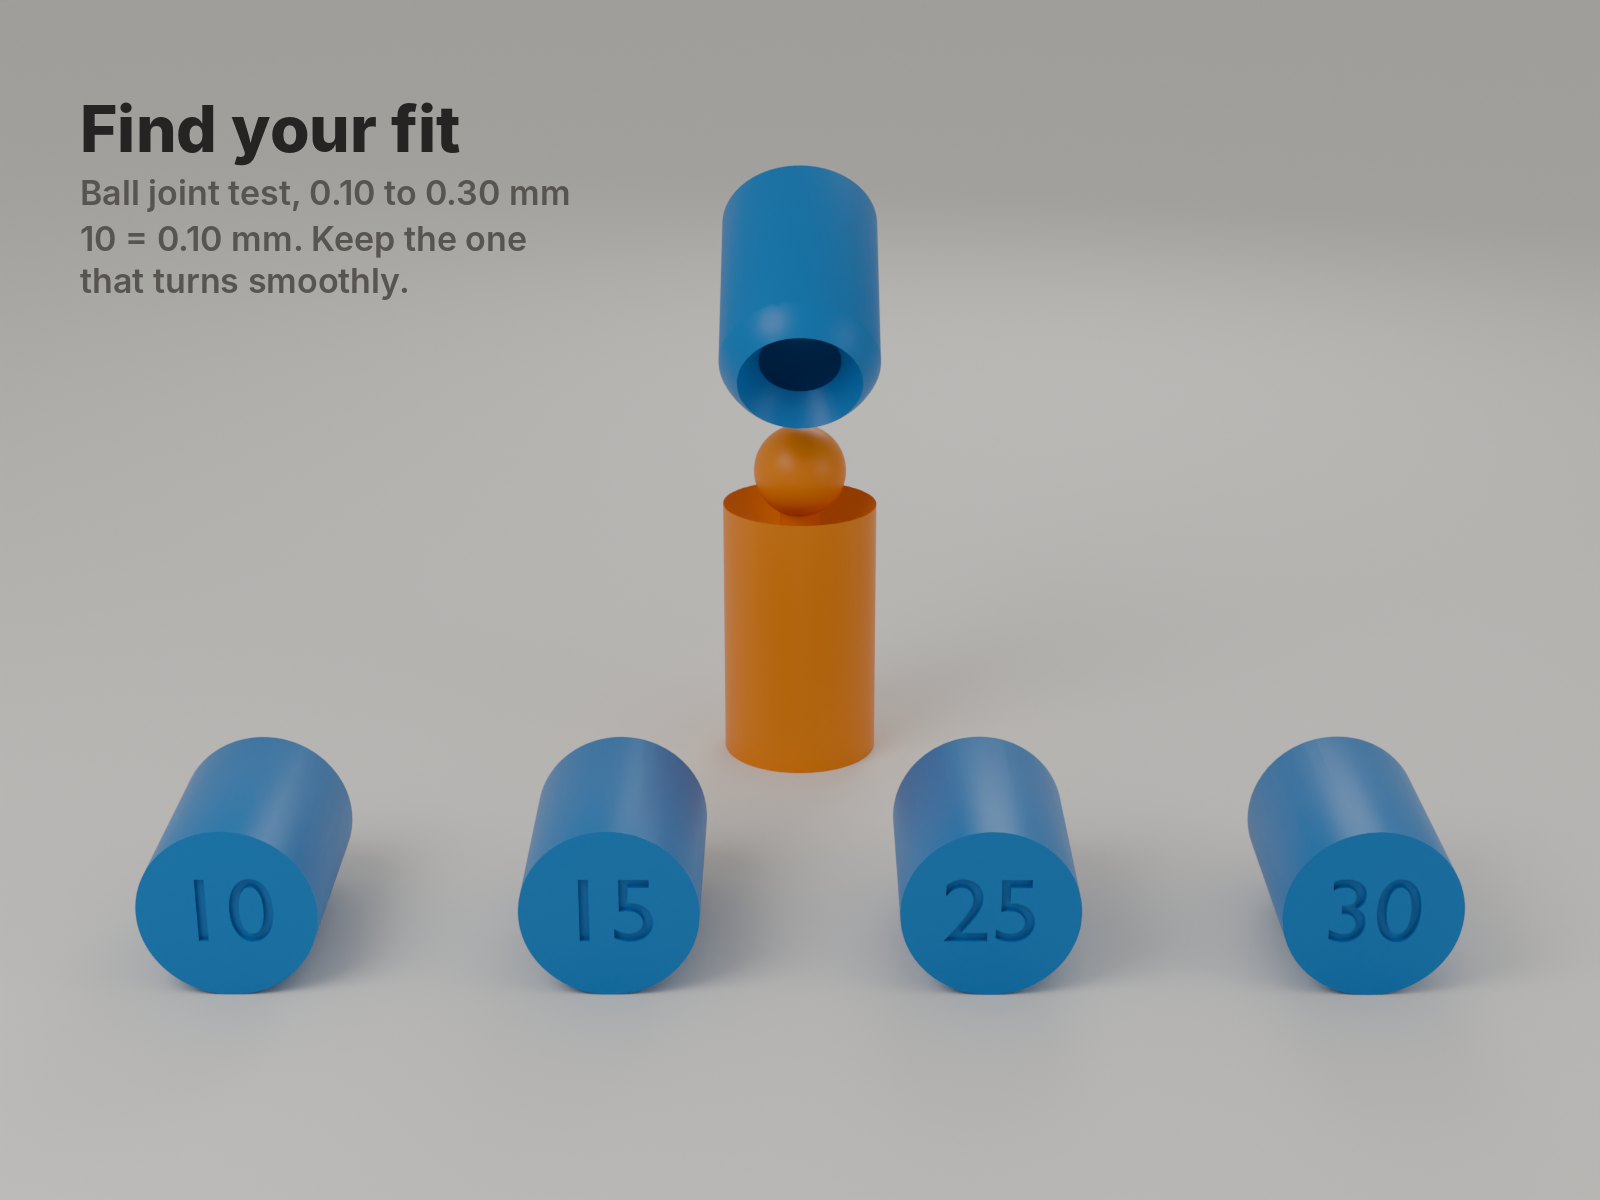 Find your fit
Ball joint test, 0.10 to 0.30 mm
10 = 0.10 mm. Keep the one
that turns smoothly.
10
15
25
30